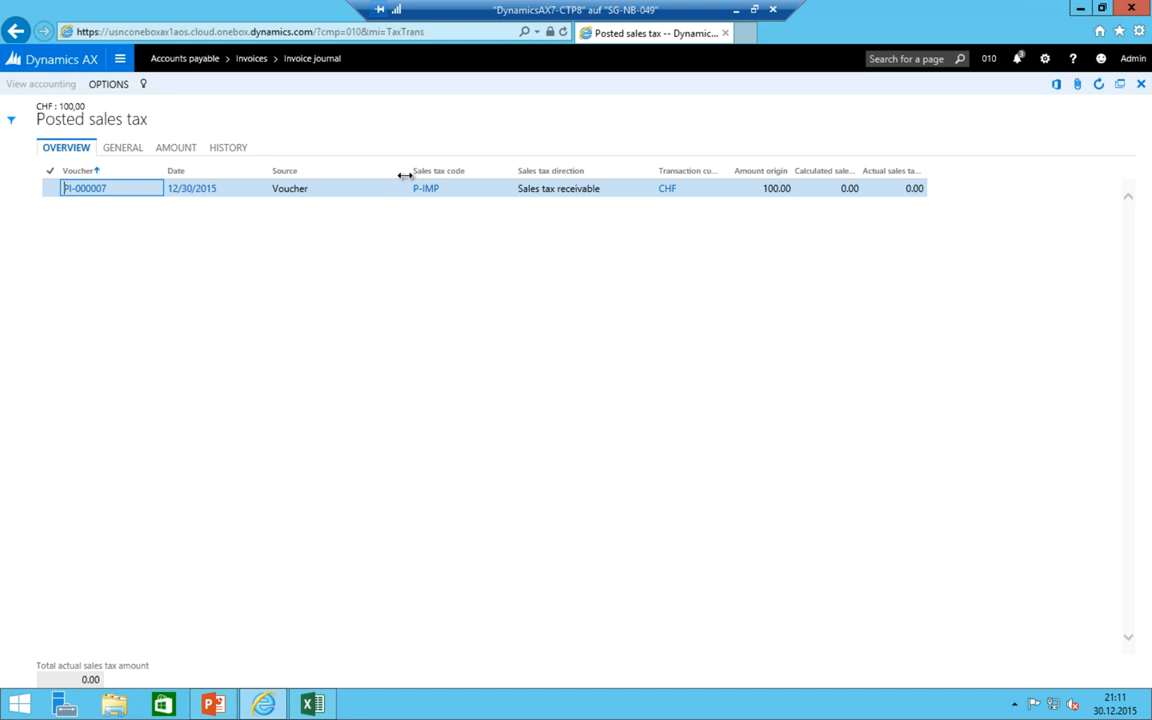 "DynamicsAX7-CTP8" auf "SG-NB-049"
https://usnconeboxax1aos.cloud.onebox.dynamics.com/?cmp=010&mi=TaxTrans
Posted sales tax -- Dynamic...
Dynamics AX
Accounts payable > Invoices > Invoice journal
Search for a page
010
3
?
Admin
View accounting
OPTIONS
CHF : 100,00
Posted sales tax
OVERVIEW GENERAL AMOUNT HISTORY
Voucher Date Source Sales tax code Sales tax direction Transaction cu... Amount origin Calculated sale... Actual sales ta...
PI-000007 12/30/2015 Voucher P-IMP Sales tax receivable CHF 100.00 0.00 0.00
Total actual sales tax amount
0.00
21:11
30.12.2015